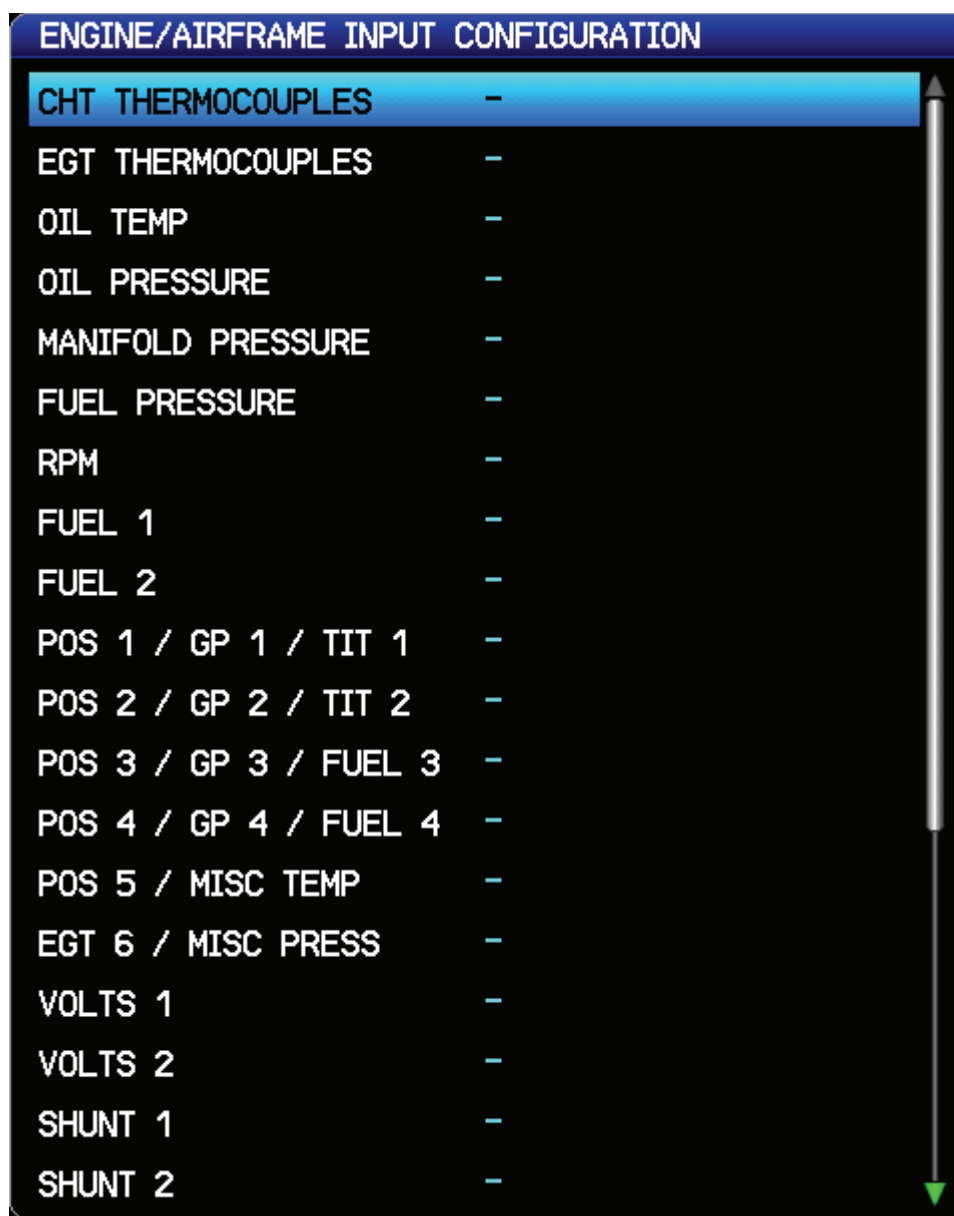 ENGINE/AIRFRAME INPUT CONFIGURATION
CHT THERMOCOUPLES -
EGT THERMOCOUPLES -
OIL TEMP -
OIL PRESSURE -
MANIFOLD PRESSURE -
FUEL PRESSURE -
RPM -
FUEL 1 -
FUEL 2 -
POS 1 / GP 1 / TIT 1 -
POS 2 / GP 2 / TIT 2 -
POS 3 / GP 3 / FUEL 3 -
POS 4 / GP 4 / FUEL 4 -
POS 5 / MISC TEMP -
EGT 6 / MISC PRESS -
VOLTS 1 -
VOLTS 2 -
SHUNT 1 -
SHUNT 2 -